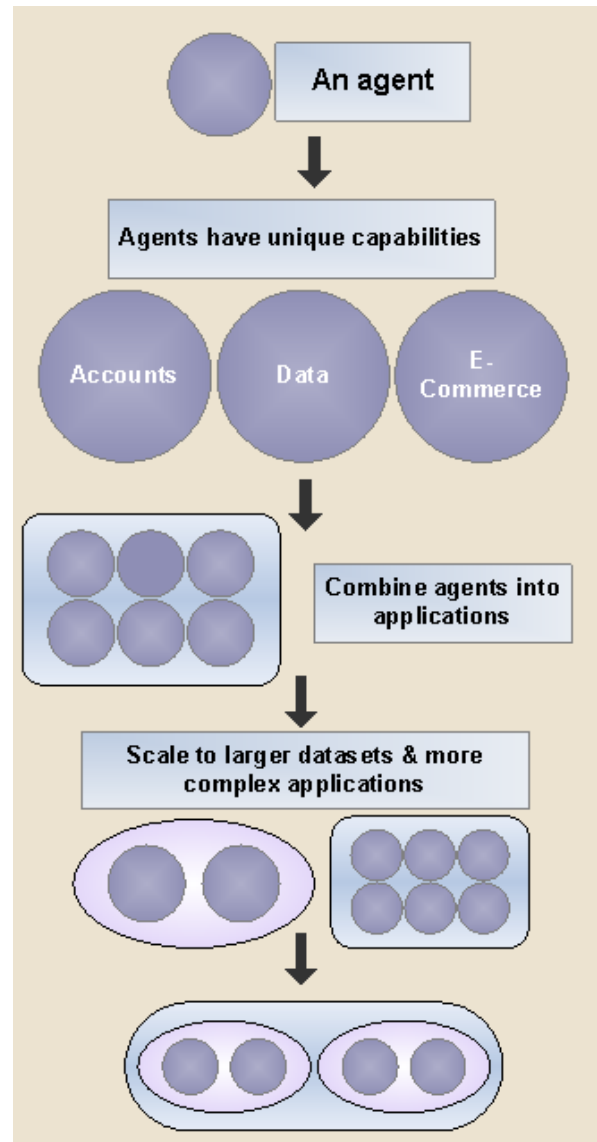 An agent
Agents have unique capabilities
Accounts
Data
E-
Commerce
Combine agents into
applications
Scale to larger datasets & more
complex applications